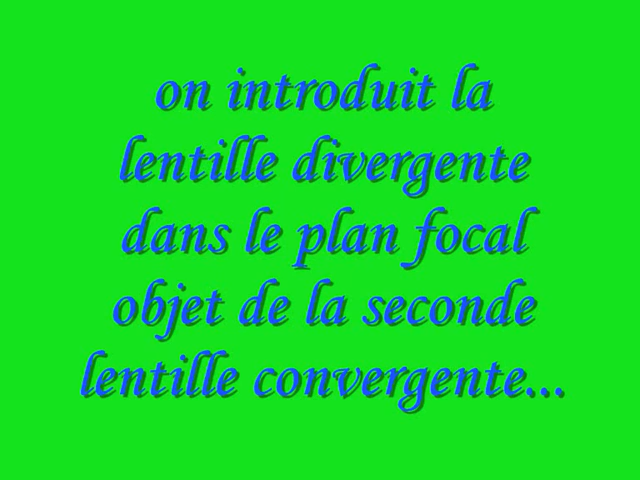 on introduit la
lentille divergente
dans le plan focal
objet de la seconde
lentille convergente...